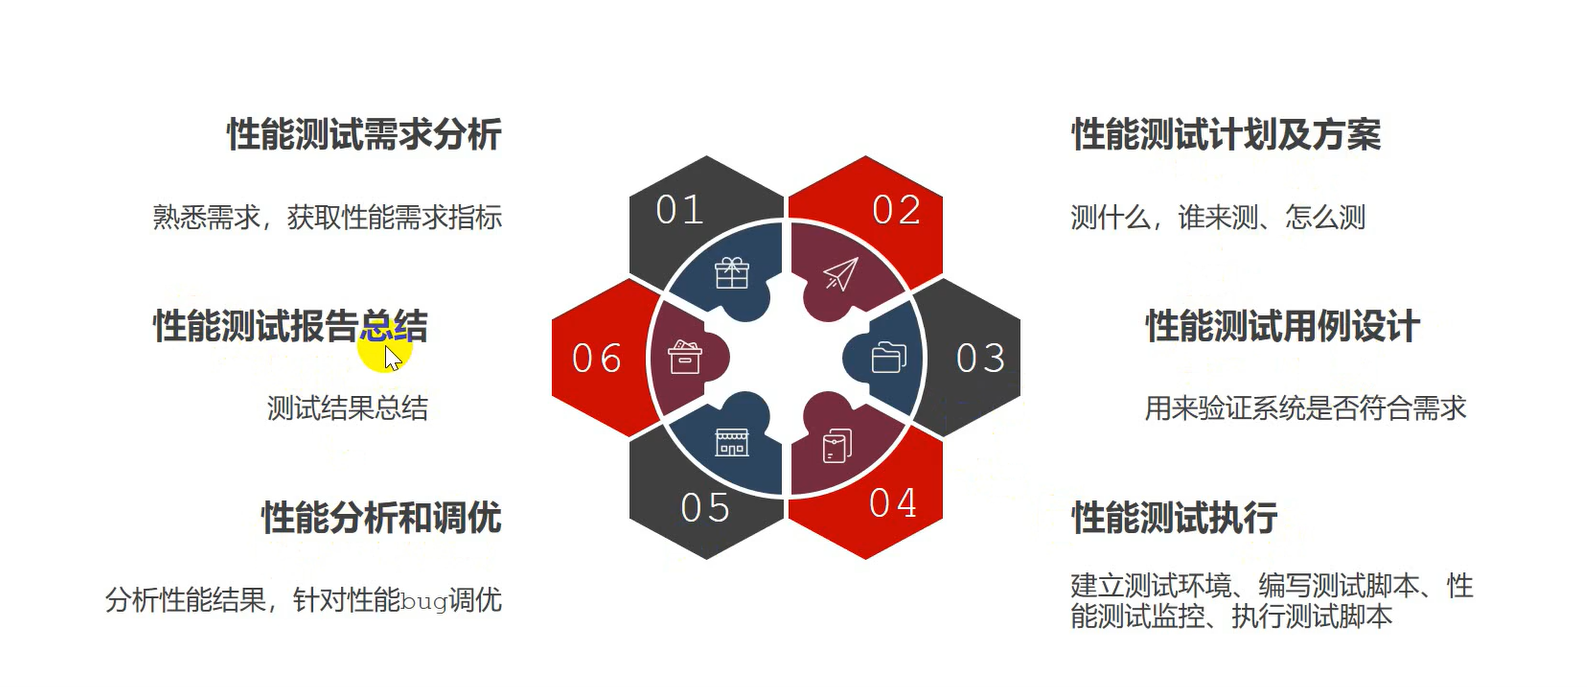 性能测试需求分析
熟悉需求，获取性能需求指标
01
02
性能测试计划及方案
测什么，谁来测、怎么测
性能测试报告总结
测试结果总结
06
03
性能测试用例设计
用来验证系统是否符合需求
性能分析和调优
分析性能结果，针对性能bug调优
05
04
性能测试执行
建立测试环境、编写测试脚本、性
能测试监控、执行测试脚本